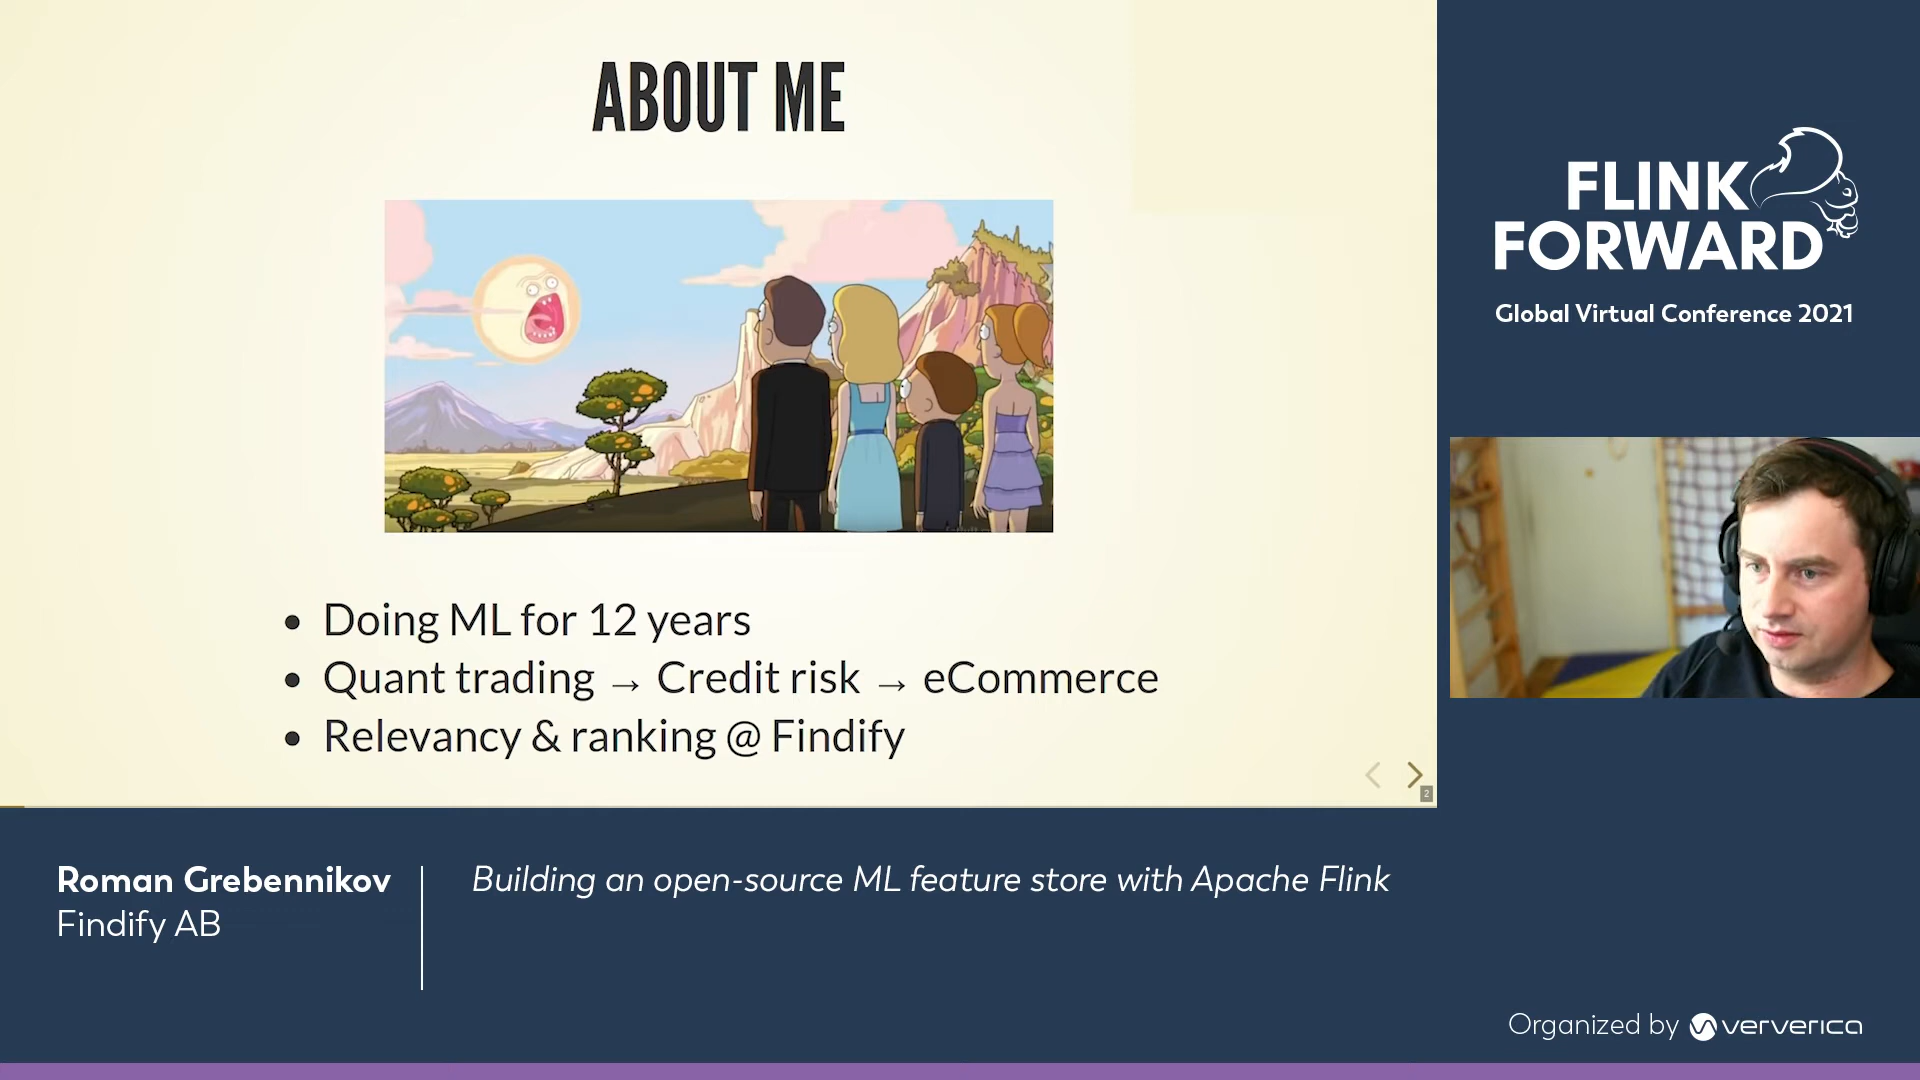 ABOUT ME
• Doing ML for 12 years
• Quant trading → Credit risk → eCommerce
• Relevancy & ranking @ Findify
2
FLINK
FORWARD
Global Virtual Conference 2021
Roman Grebennikov
Findify AB
Building an open-source ML feature store with Apache Flink
Organized by ververica